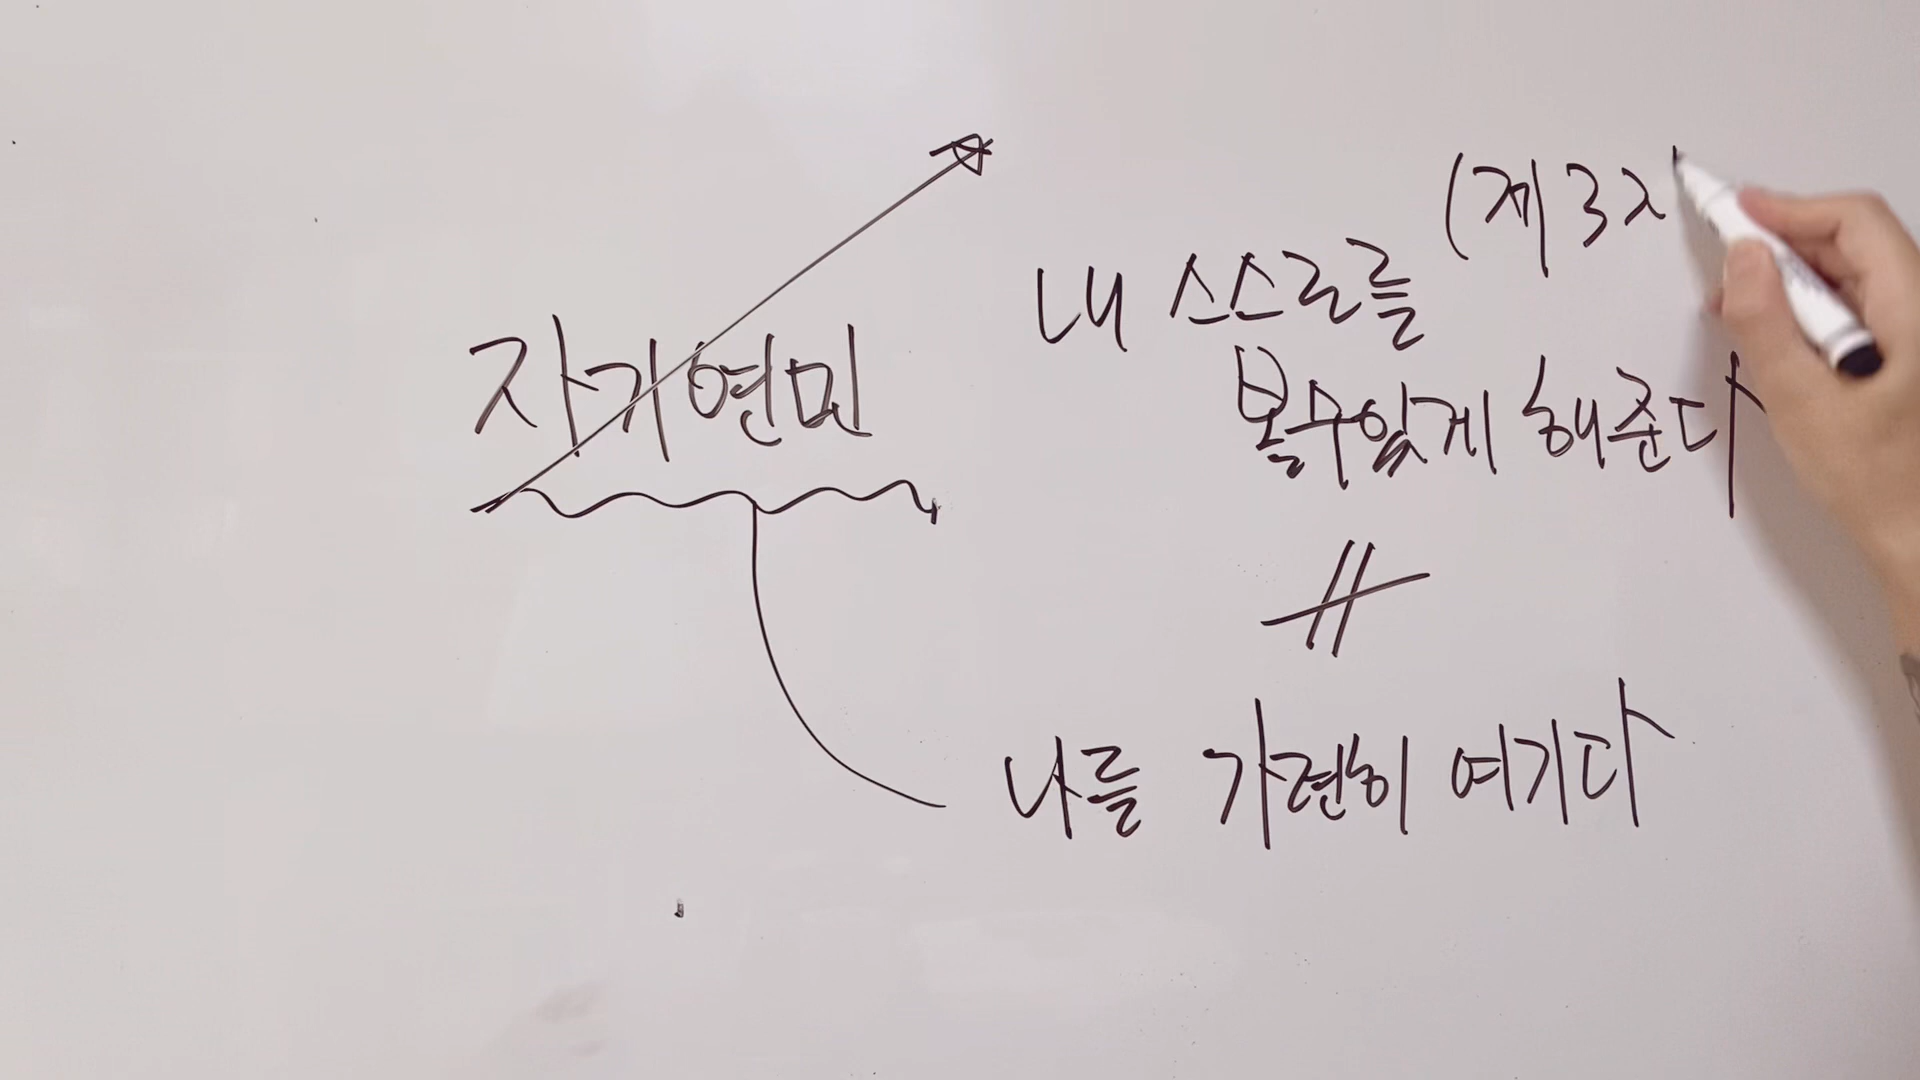 자기연민
(제3자
내 스스로를
볼수있게 해준다
나를 가련히 여기다